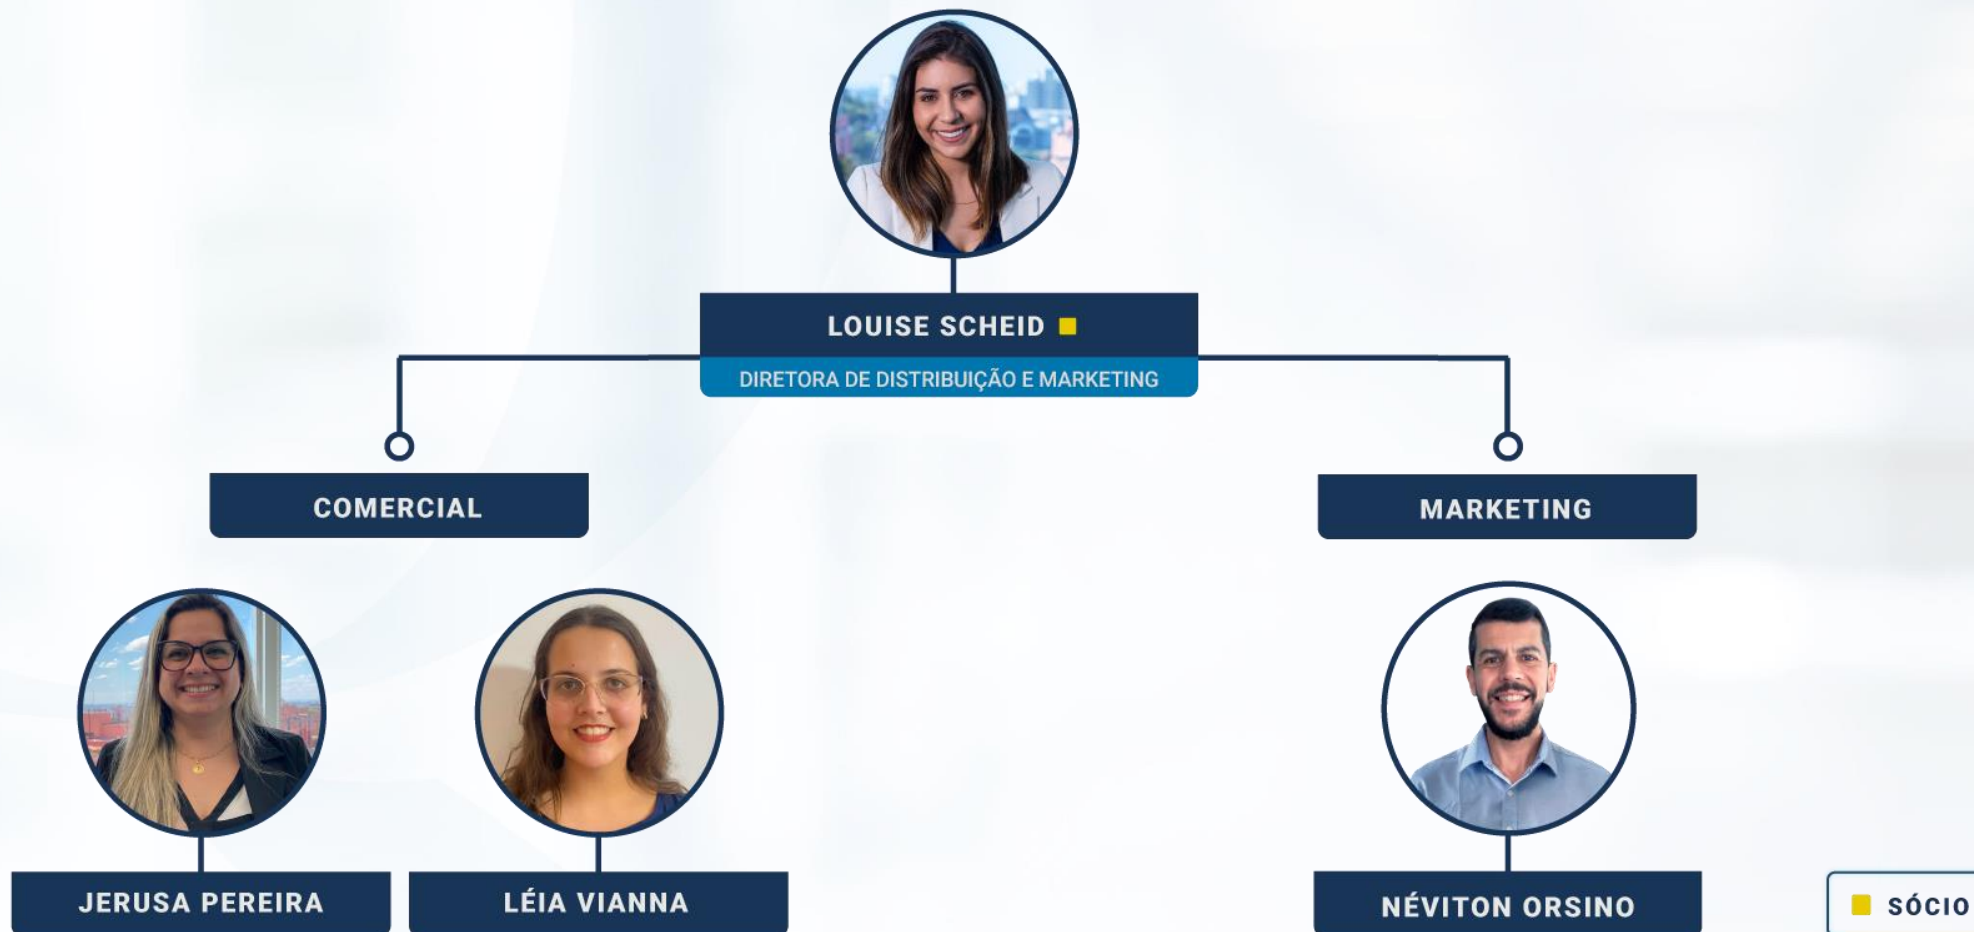 LOUISE SCHEID
DIRETORA DE DISTRIBUIÇÃO E MARKETING
COMERCIAL
MARKETING
JERUSA PEREIRA
LÉIA VIANNA
NÉVITON ORSINO
SÓCIO